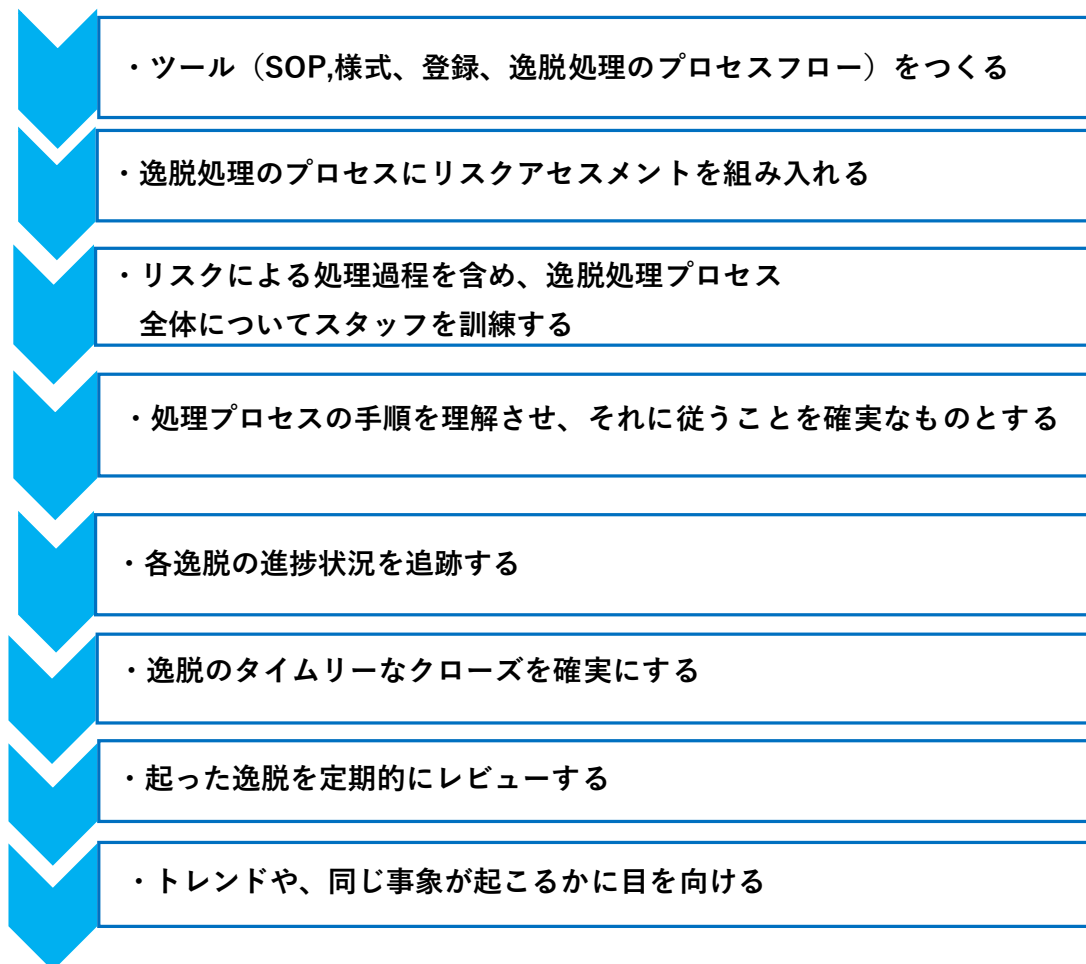 ・ツール（SOP,様式、登録、逸脱処理のプロセスフロー）をつくる
・逸脱処理のプロセスにリスクアセスメントを組み入れる
・リスクによる処理過程を含め、逸脱処理プロセス
全体についてスタッフを訓練する
・処理プロセスの手順を理解させ、それに従うことを確実なものとする
・各逸脱の進捗状況を追跡する
・逸脱のタイムリーなクローズを確実にする
・起った逸脱を定期的にレビューする
・トレンドや、同じ事象が起こるかに目を向ける